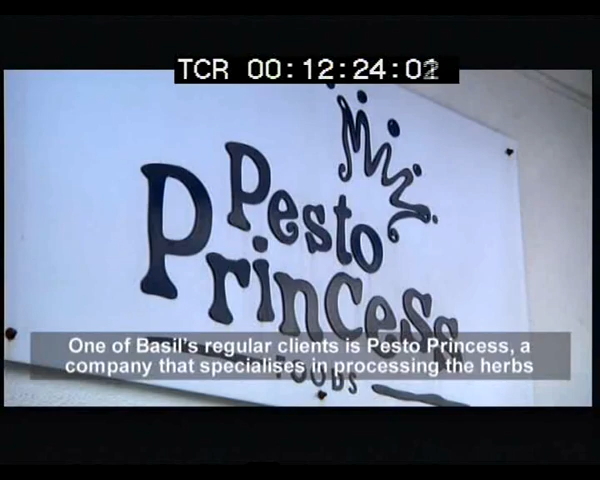 TCR 00:12:24:02
Pesto
Princess
FOODS
One of Basil's regular clients is Pesto Princess, a
company that specialises in processing the herbs